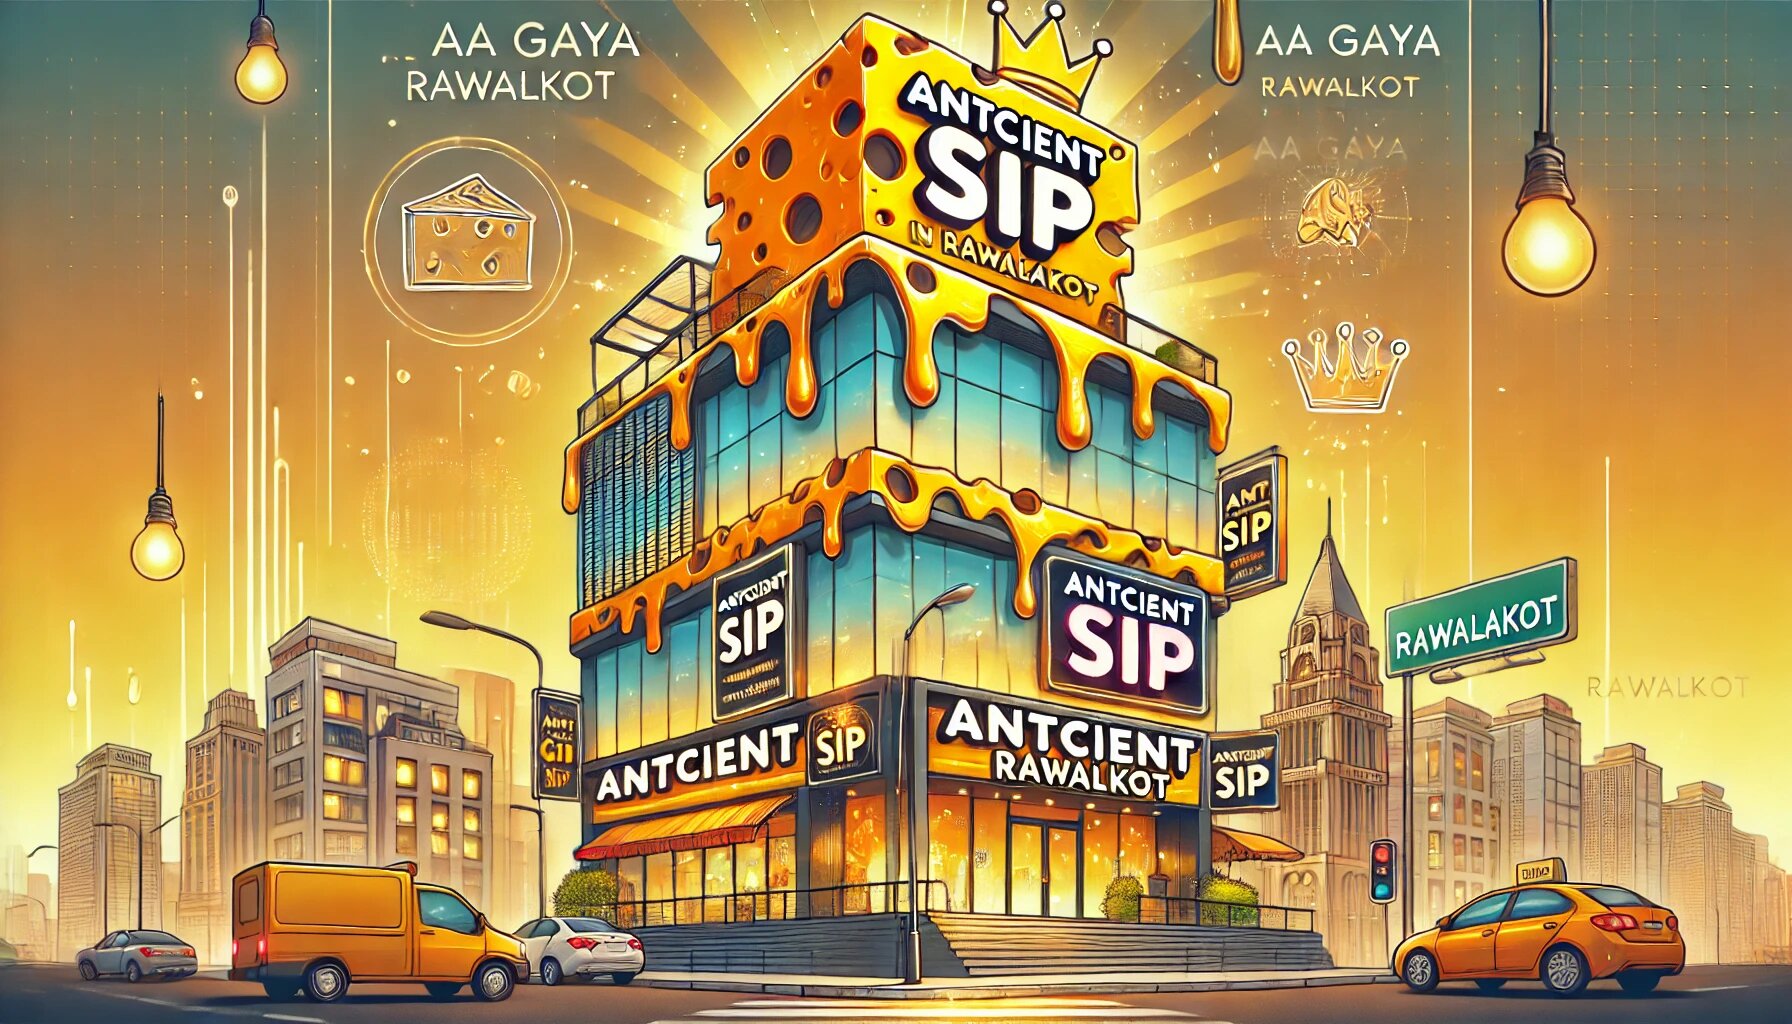 AA GAYA
RAWALKOT
AA GAYA
RAWALKOT
AA GAYA
ANTCIENT
SIP
IN RAWALAKOT
ANT
SIP
SIP
ANTCIENT
SIP
RAWALAKOT
RAWALKOT
ANTCIENT
SIP
ANTCIENT
RAWALKOT
SIP